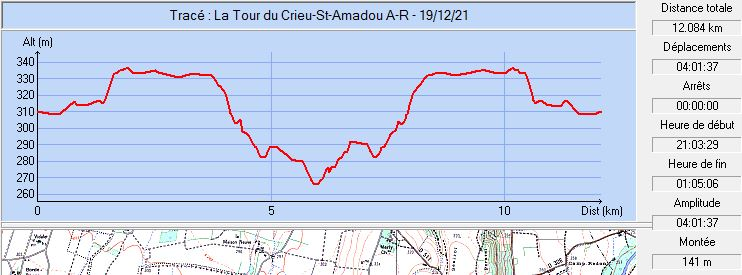 Tracé : La Tour du Crieu-St-Amadou A-R - 19/12/21
Alt (m)
340
330
320
310
300
290
280
270
260
0
5
10
Dist (km)
Distance totale
12.084 km
Déplacements
04:01:37
Arrêts
00:00:00
Heure de début
21:03:29
Heure de fin
01:05:06
Amplitude
04:01:37
Montée
141 m
Maison Neuve